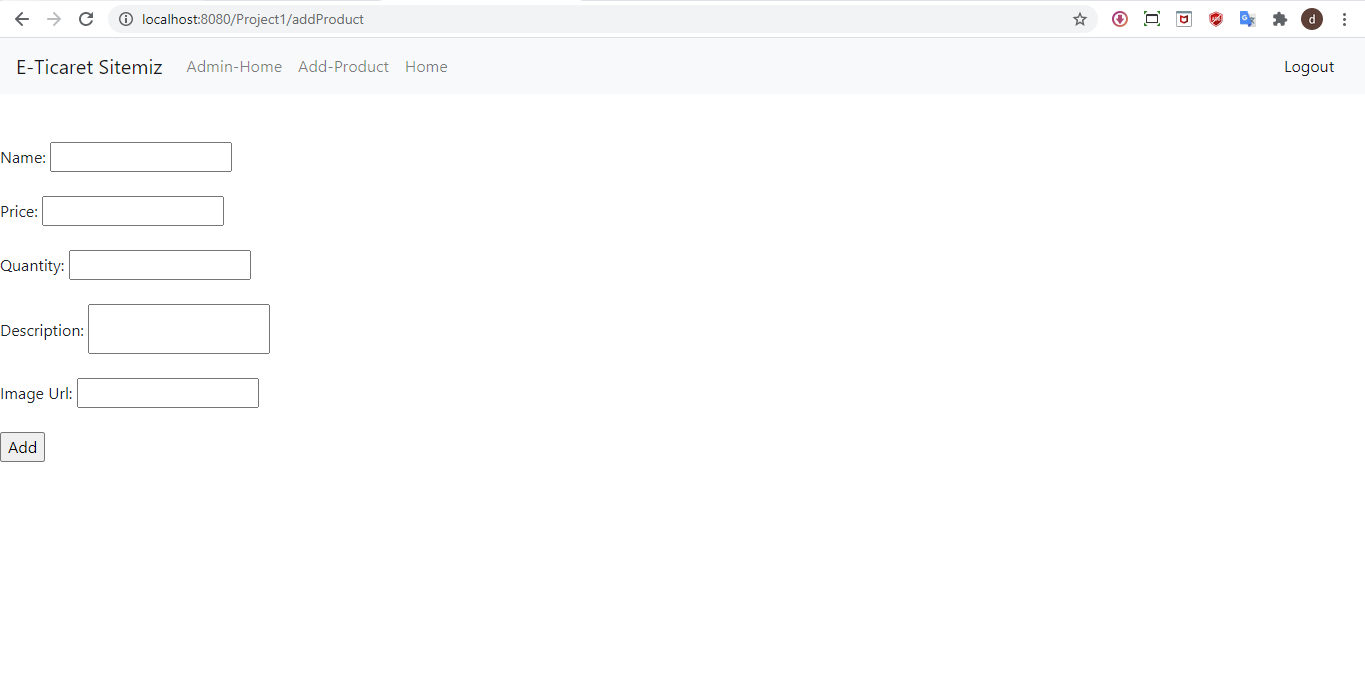 localhost:8080/Project1/addProduct
d
E-Ticaret Sitemiz Admin-Home Add-Product Home Logout
Name:
Price:
Quantity:
Description:
Image Url:
Add